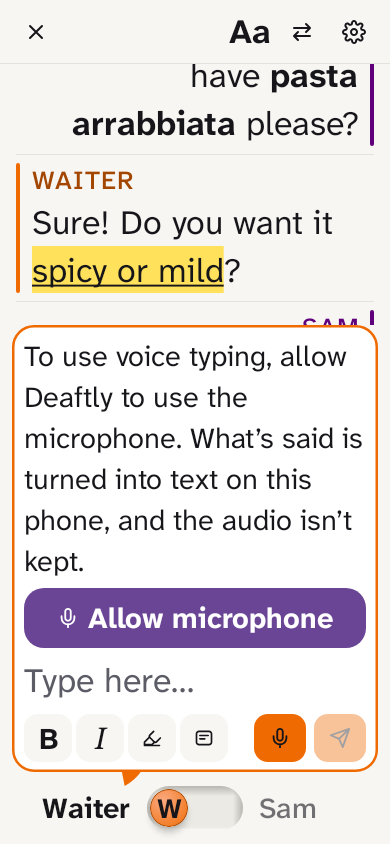 Aa
have pasta
arrabbiata please?
WAITER
Sure! Do you want it
spicy or mild?
SAM
To use voice typing, allow
Deaftly to use the
microphone. What’s said is
turned into text on this
phone, and the audio isn’t
kept.
Allow microphone
Type here...
B I
Waiter W Sam